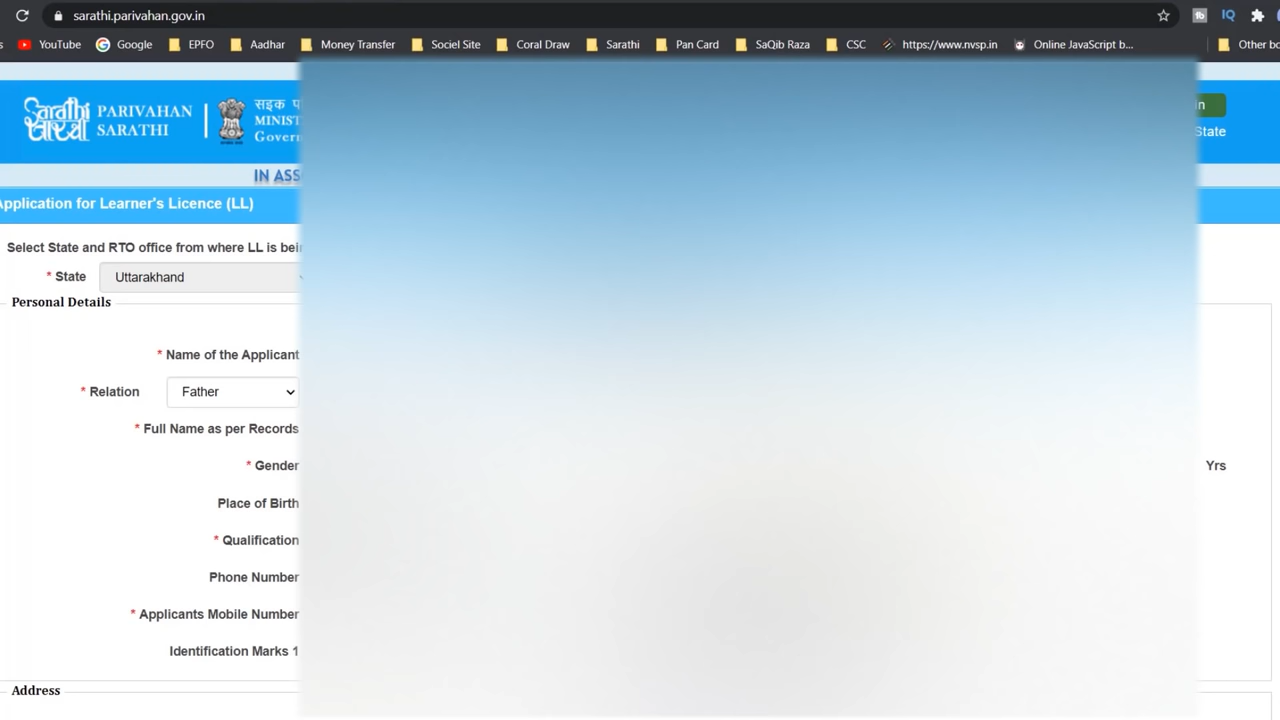 sarathi.parivahan.gov.in
s YouTube Google EPFO Aadhar Money Transfer Sociel Site Coral Draw Sarathi Pan Card SaQib Raza CSC https://www.nvsp.in Online JavaScript b... Other bo
Sarathi सारथी PARIVAHAN SARATHI
सड़क प
MINIST
Govern
in
State
IN ASS
Application for Learner's Licence (LL)
Select State and RTO office from where LL is bei
* State Uttarakhand
Personal Details
* Name of the Applicant
* Relation Father
* Full Name as per Records
* Gender Yrs
Place of Birth
* Qualification
Phone Number
* Applicants Mobile Number
Identification Marks 1
Address